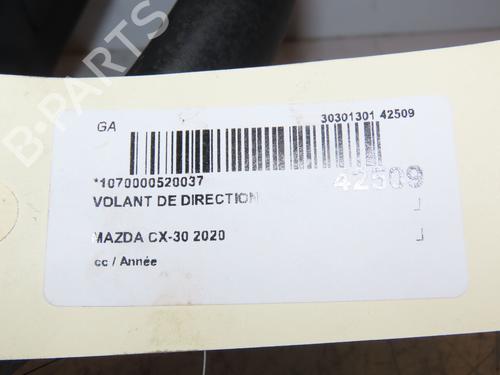 GA
30301301 42509
*1070000520037
42509
VOLANT DE DIRECTION
MAZDA CX-30 2020
cc / Année
B-PARTS